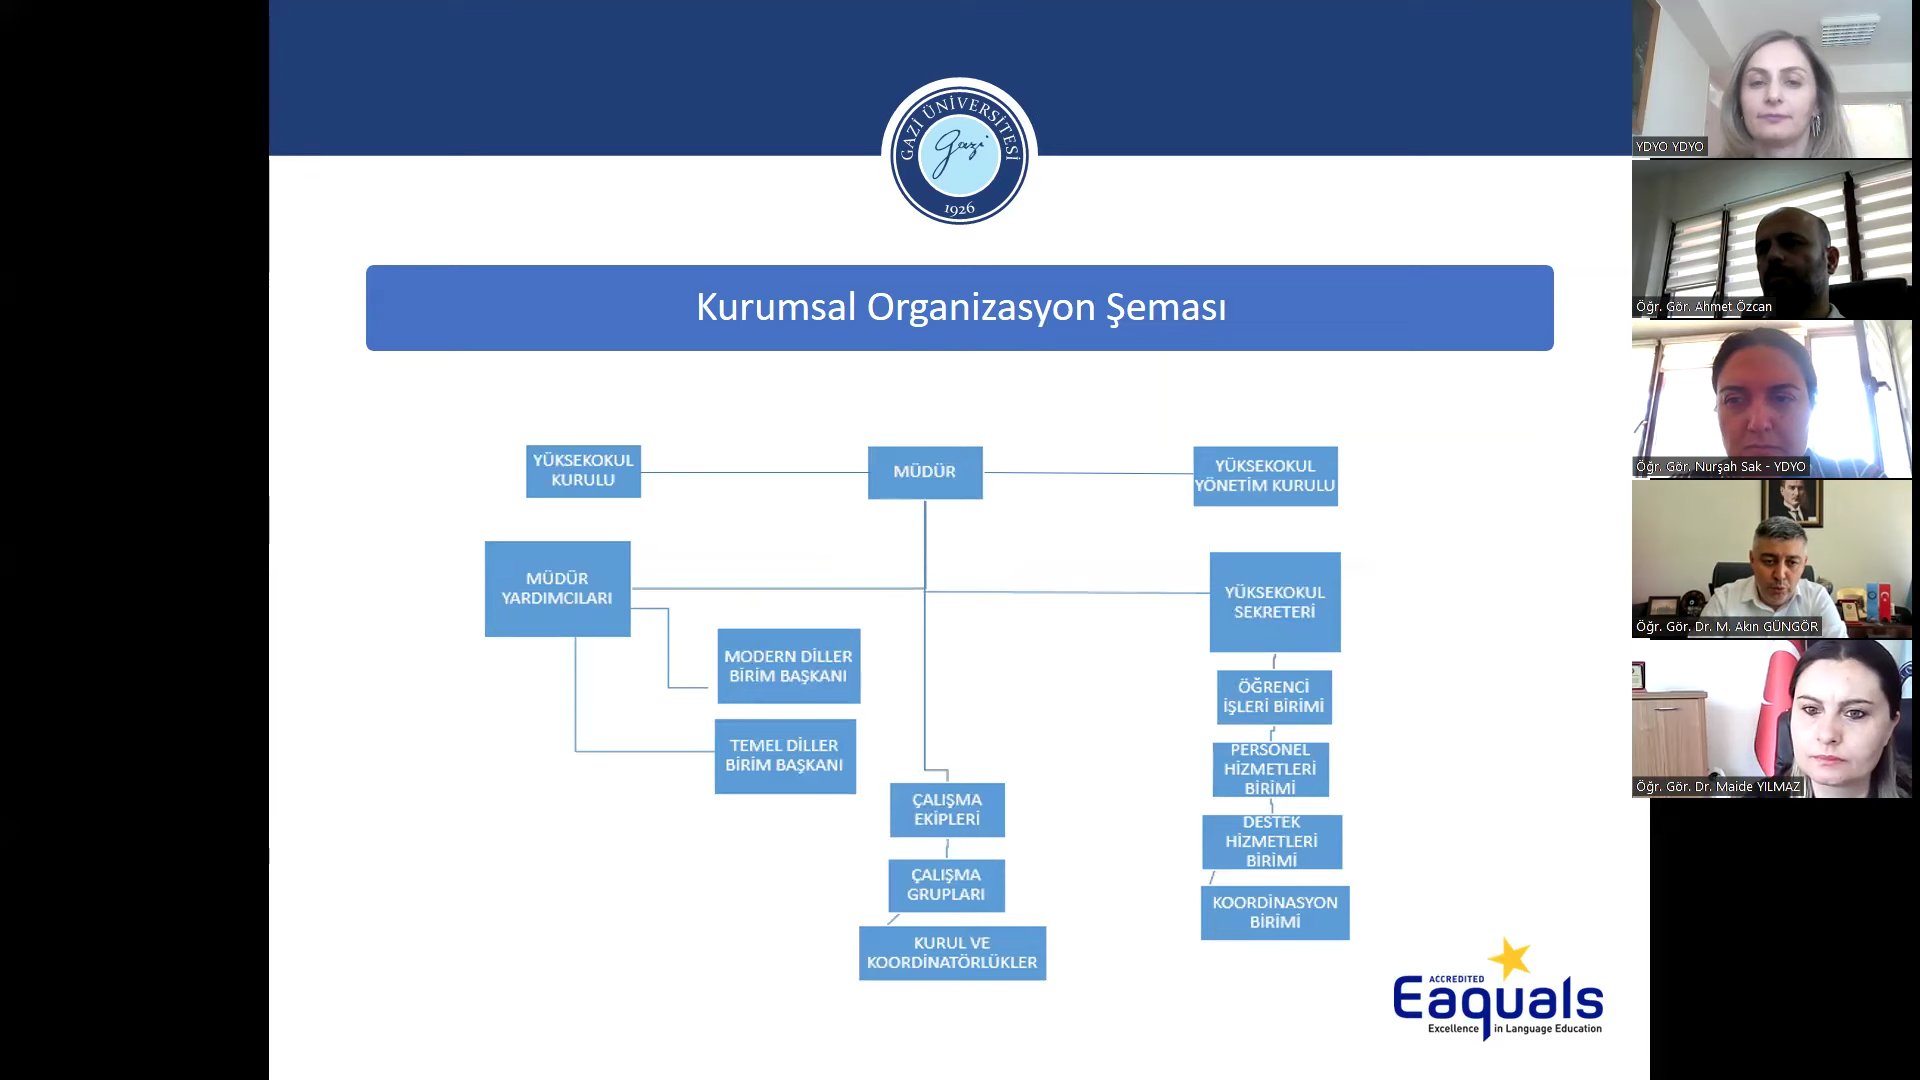 GAZİ ÜNİVERSİTESİ
Gazi
1926
Kurumsal Organizasyon Şeması
YÜKSEKOKUL
KURULU
MÜDÜR
YÜKSEKOKUL
YÖNETİM KURULU
MÜDÜR
YARDIMCILARI
YÜKSEKOKUL
SEKRETERİ
MODERN DİLLER
BİRİM BAŞKANI
TEMEL DİLLER
BİRİM BAŞKANI
ÇALIŞMA
EKİPLERİ
ÇALIŞMA
GRUPLARI
KURUL VE
KOORDİNATÖRLÜKLER
ÖĞRENCİ
İŞLERİ BİRİMİ
PERSONEL
HİZMETLERİ
BİRİMİ
DESTEK
HİZMETLERİ
BİRİMİ
KOORDİNASYON
BİRİMİ
ACCREDITED
Eaquals
Excellence in Language Education
YDYO YDYO
Öğr. Gör. Ahmet Özcan
Öğr. Gör. Nurşah Sak - YDYO
Öğr. Gör. Dr. M. Akın GÜNGÖR
Öğr. Gör. Dr. Maide YILMAZ